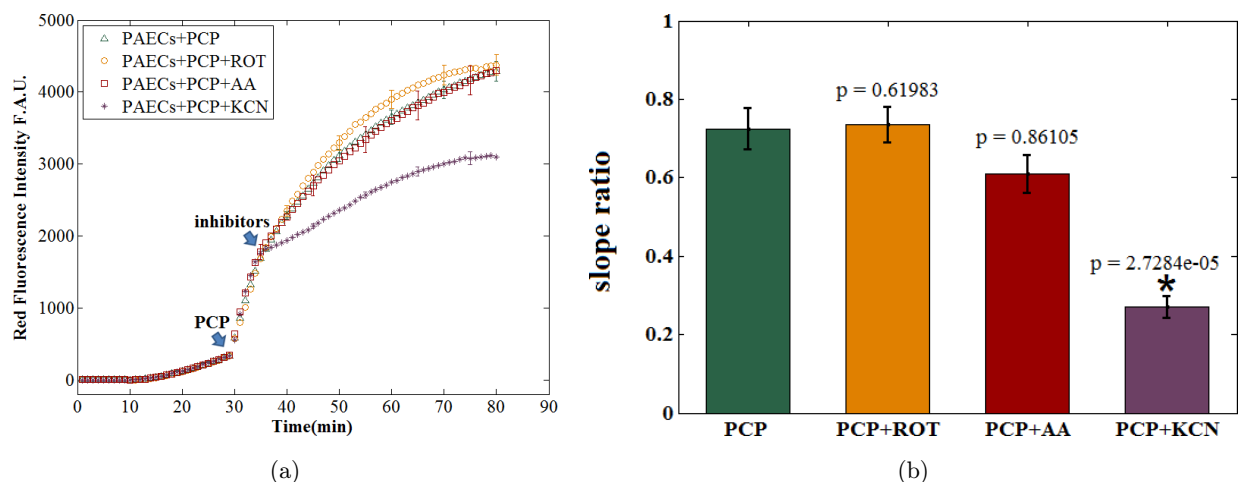 5000
4000
3000
2000
1000
0
Red Fluorescence Intensity F.A.U.
PAECs+PCP
PAECs+PCP+ROT
PAECs+PCP+AA
PAECs+PCP+KCN
inhibitors
PCP
0 10 20 30 40 50 60 70 80 90
Time(min)
(a)
1
0.8
0.6
0.4
0.2
0
slope ratio
p = 0.61983
p = 0.86105
p = 2.7284e-05
*
PCP PCP+ROT PCP+AA PCP+KCN
(b)